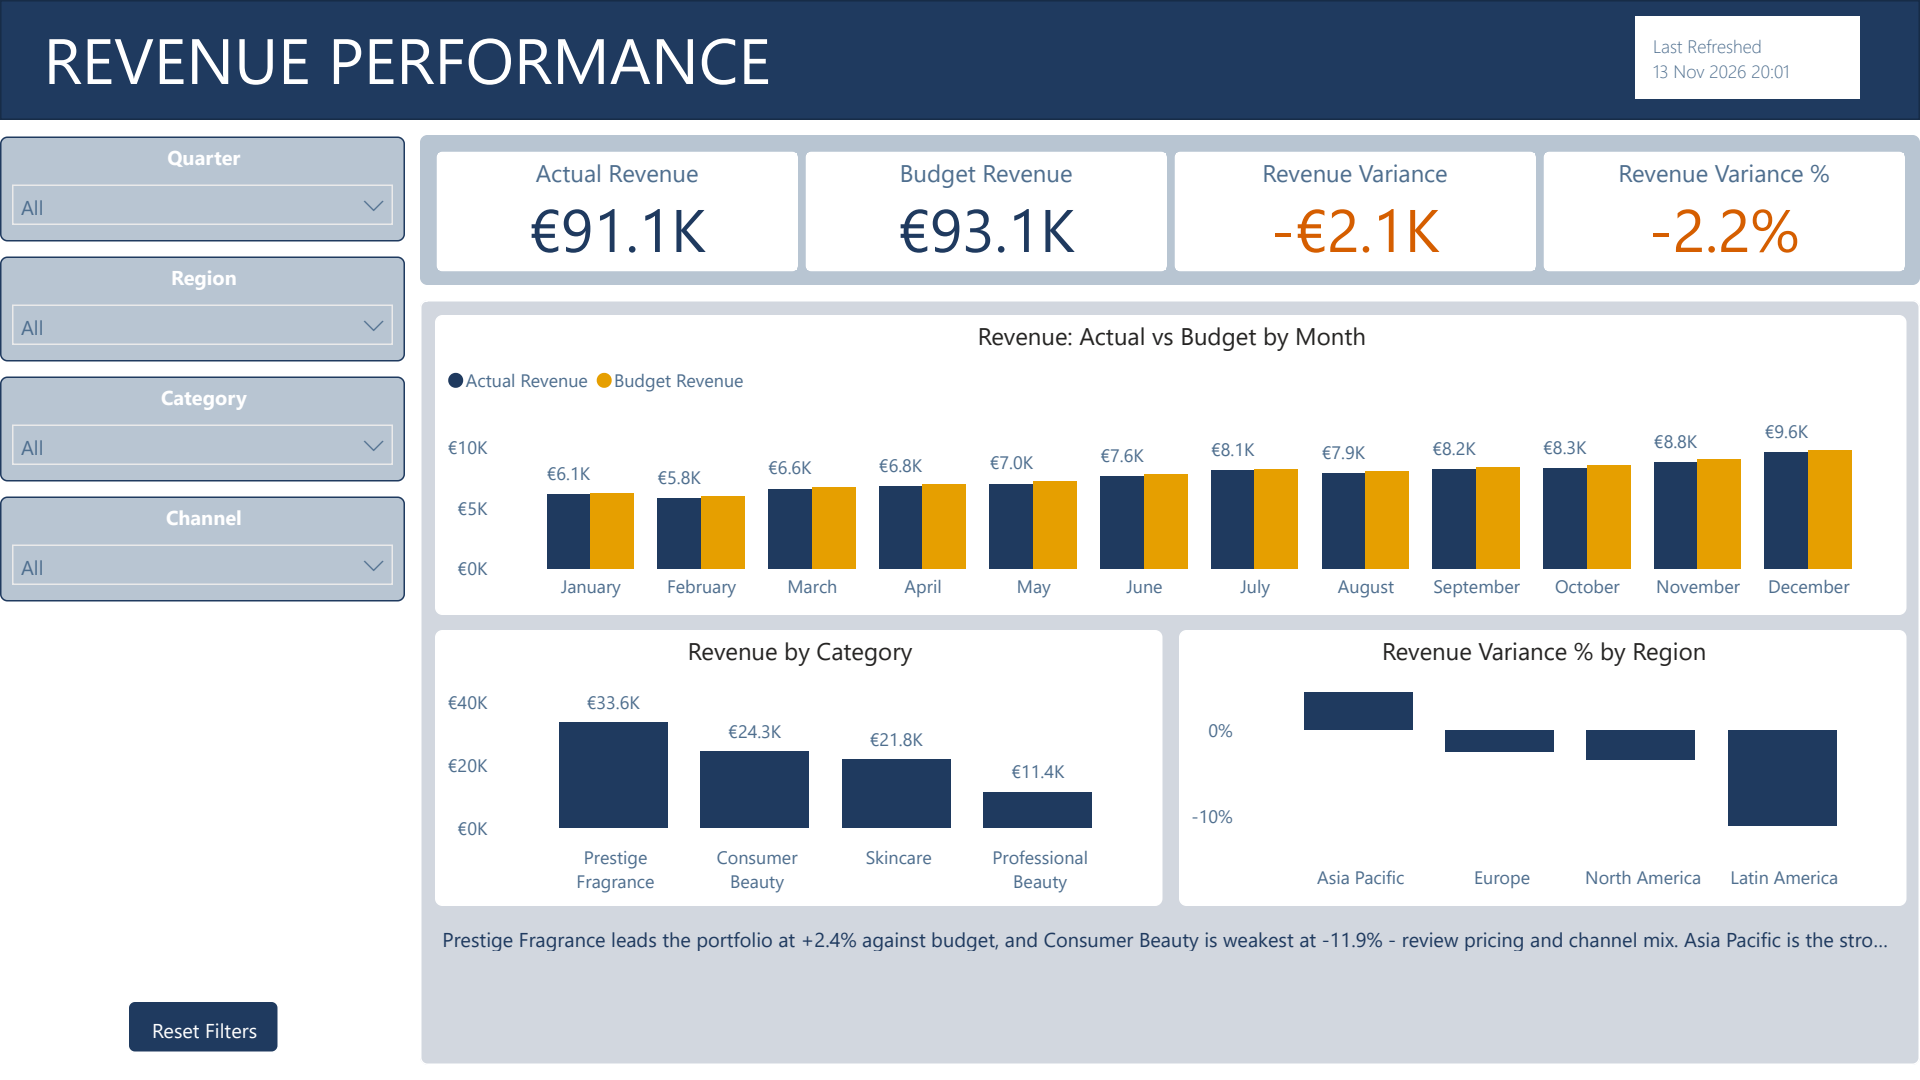 REVENUE PERFORMANCE
Last Refreshed
13 Nov 2026 20:01
Quarter
All
Region
All
Category
All
Channel
All
Reset Filters
Actual Revenue
€91.1K
Budget Revenue
€93.1K
Revenue Variance
-€2.1K
Revenue Variance %
-2.2%
Revenue: Actual vs Budget by Month
Actual Revenue Budget Revenue
€10K
€5K
€0K
€6.1K €5.8K €6.6K €6.8K €7.0K €7.6K €8.1K €7.9K €8.2K €8.3K €8.8K €9.6K
January February March April May June July August September October November December
Revenue by Category
€40K
€20K
€0K
€33.6K €24.3K €21.8K €11.4K
Prestige Fragrance
Consumer Beauty
Skincare
Professional Beauty
Revenue Variance % by Region
0%
-10%
Asia Pacific Europe North America Latin America
Prestige Fragrance leads the portfolio at +2.4% against budget, and Consumer Beauty is weakest at -11.9% - review pricing and channel mix. Asia Pacific is the stro...